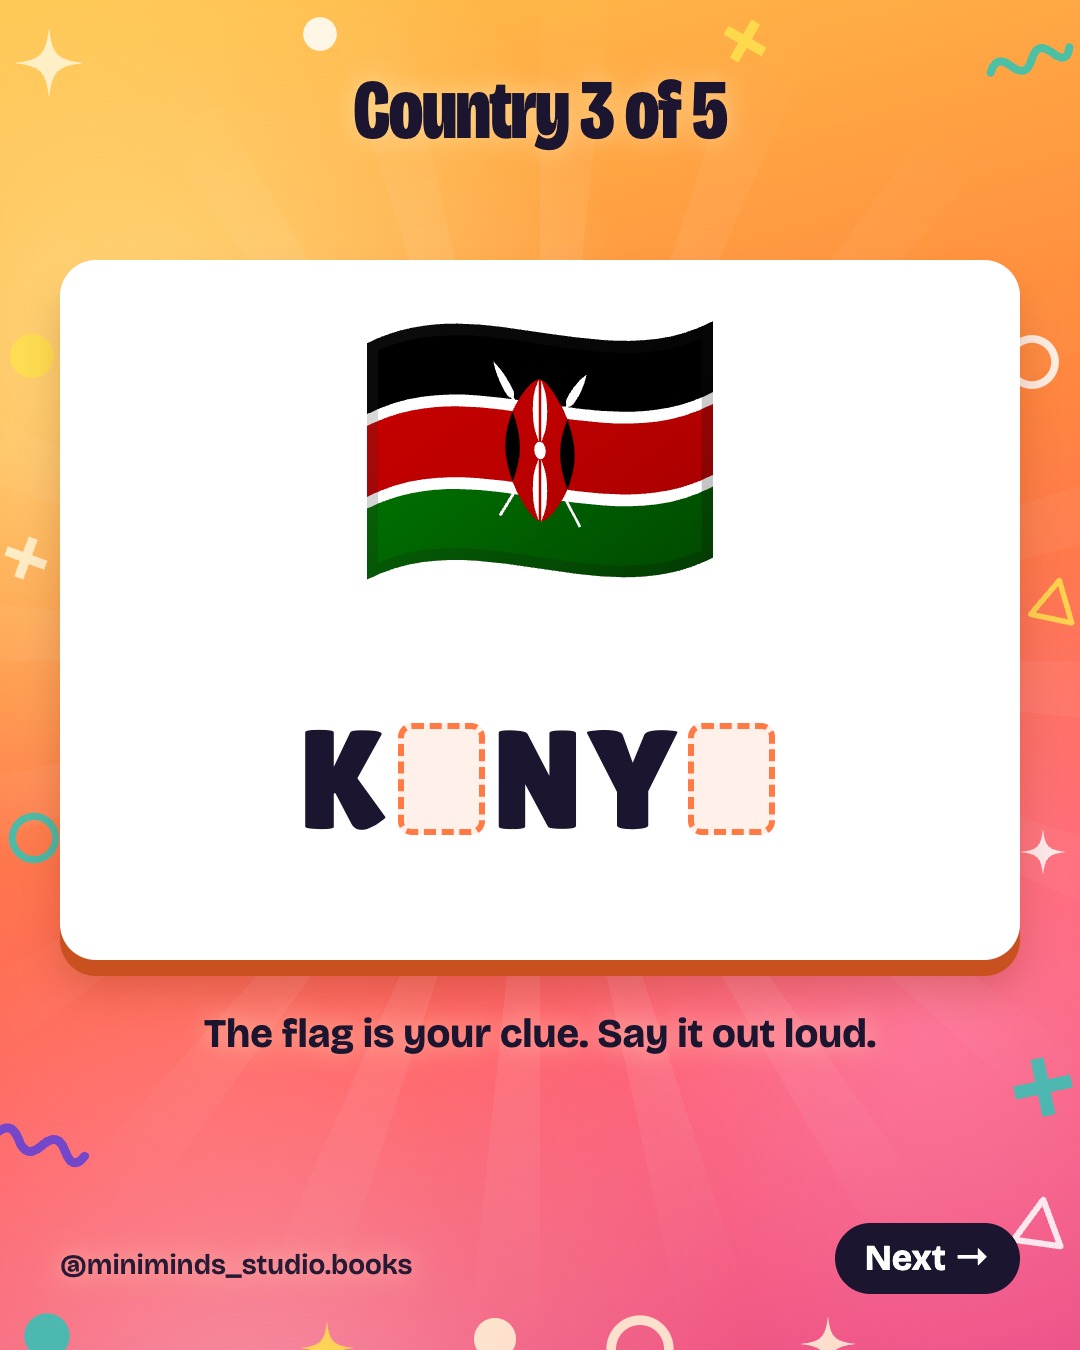 Country 3 of 5
K NY
The flag is your clue. Say it out loud.
@miniminds_studio.books
Next →